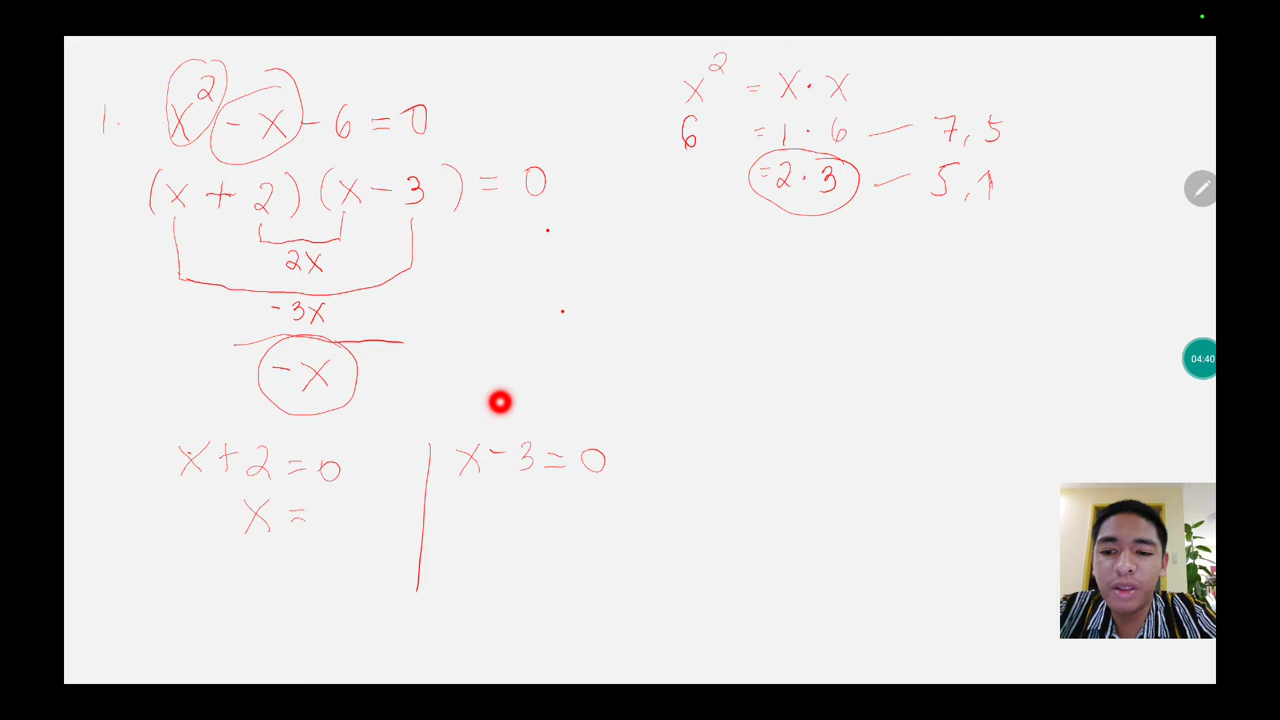 1. x² - x - 6 = 0
(x + 2) (x - 3) = 0
2x
-3x
-x
x + 2 = 0
x =
x - 3 = 0
x² = x · x
6 = 1 · 6 — 7, 5
= 2 · 3 — 5, 1
04:40